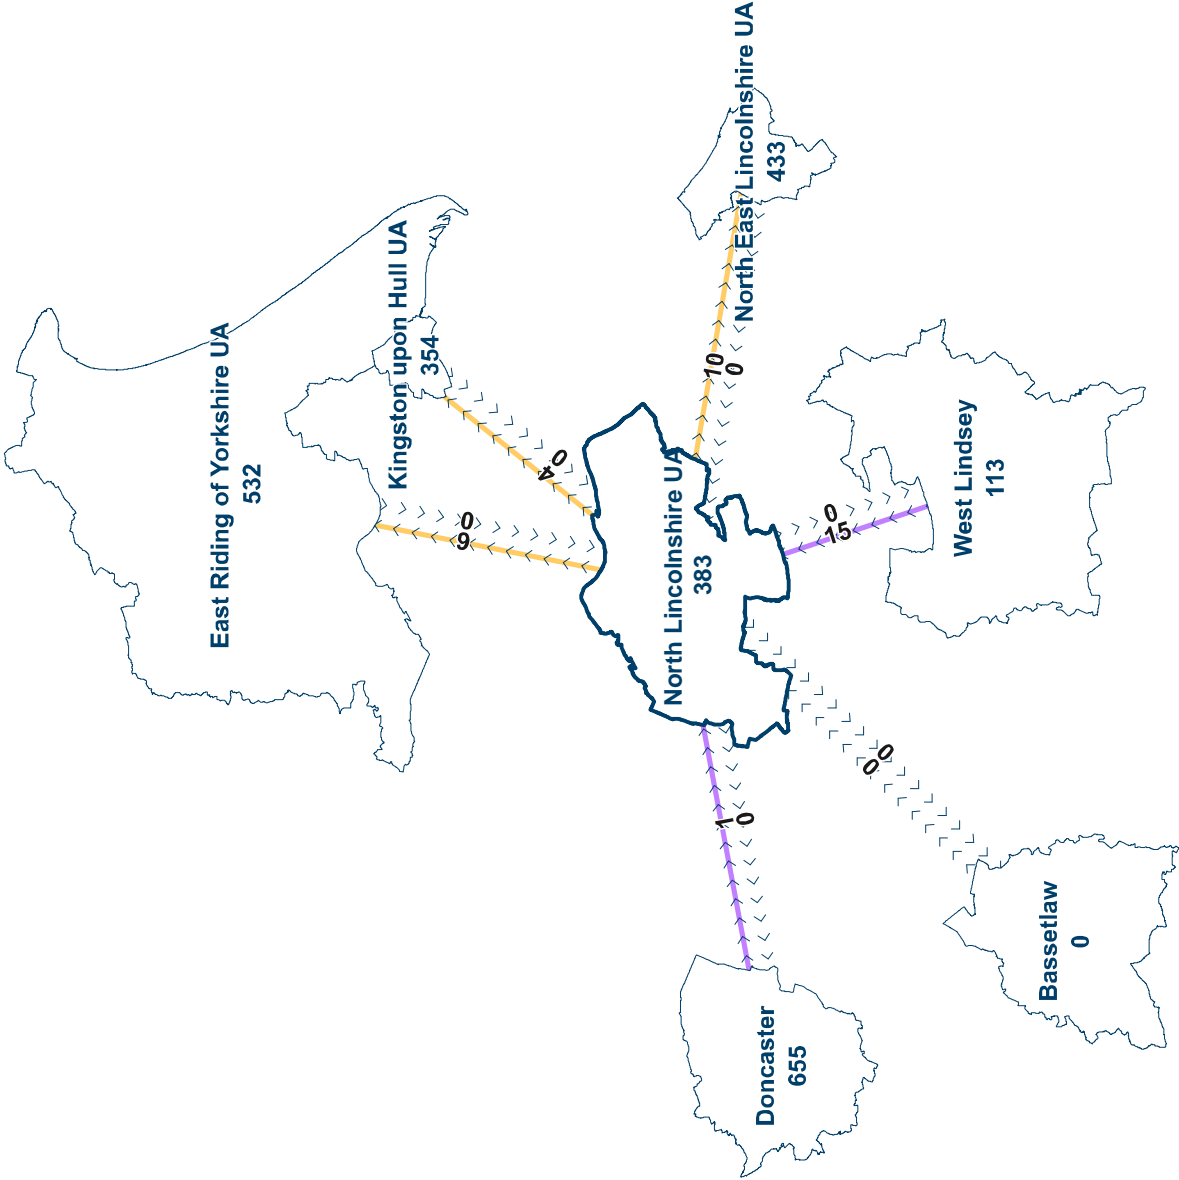 East Riding of Yorkshire UA
532
Kingston upon Hull UA
354
0
9
0
4
North Lincolnshire UA
383
North East Lincolnshire UA
433
10
0
0
15
West Lindsey
113
1
0
0
0
Doncaster
655
Bassetlaw
0